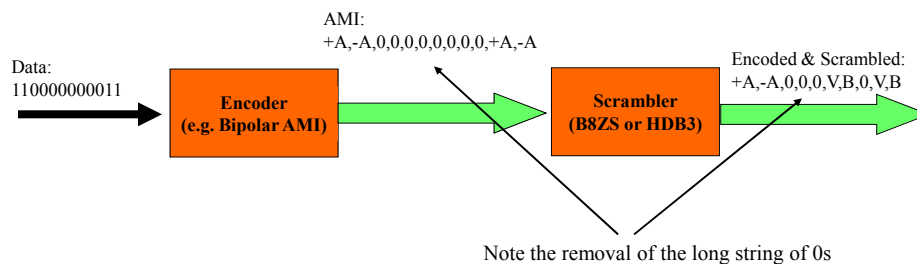 AMI:
+A,-A,0,0,0,0,0,0,0,0,0,+A,-A
Data:
110000000011
Encoder
(e.g. Bipolar AMI)
Scrambler
(B8ZS or HDB3)
Encoded & Scrambled:
+A,-A,0,0,0,V,B,0,V,B
Note the removal of the long string of 0s